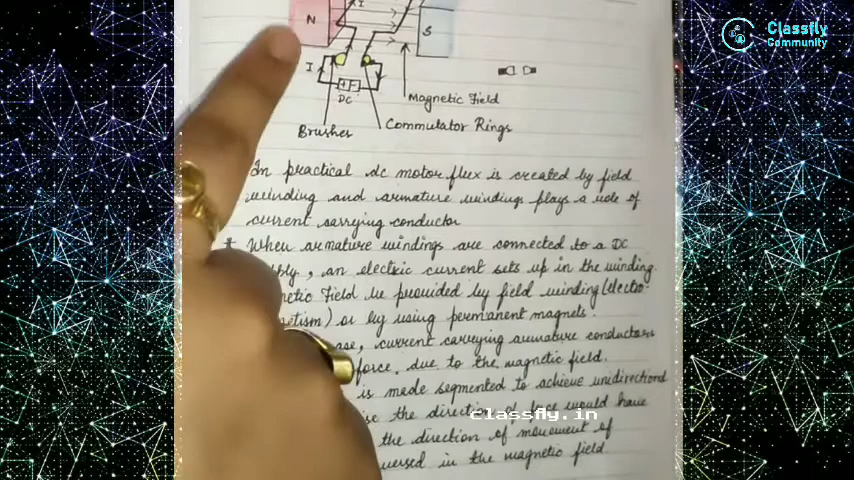 Classfly
Community
N
I
S
I
+ -
DC
Magnetic Field
Brushes
Commutator Rings
In practical dc motor flux is created by field
winding and armature windings plays a role of
current carrying conductor
* When armature windings are connected to a DC
, an electric current sets up in the winding.
Field be provided by field winding (electro-
) or by using permanent magnets.
, current carrying armature conductors
force, due to the magnetic field.
is made segmented to achieve unidirectional
the direction of force would have
classfly.in
the direction of movement of
in the magnetic field.